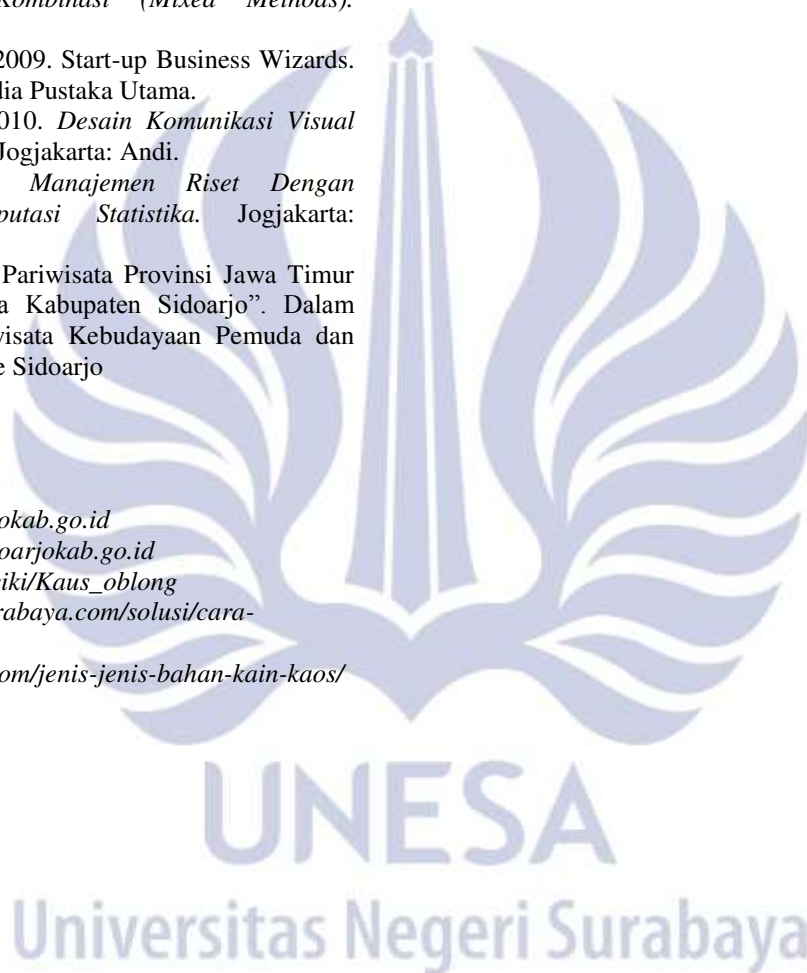 Kombinasi (Mixed Methods).
2009. Start-up Business Wizards.
dia Pustaka Utama.
010. Desain Komunikasi Visual
Jogjakarta: Andi.
Manajemen Riset Dengan
putasi Statistika. Jogjakarta:
Pariwisata Provinsi Jawa Timur
a Kabupaten Sidoarjo”. Dalam
wisata Kebudayaan Pemuda dan
e Sidoarjo
okab.go.id
oarjokab.go.id
viki/Kaus_oblong
rabaya.com/solusi/cara-
om/jenis-jenis-bahan-kain-kaos/
UNESA
Universitas Negeri Surabaya